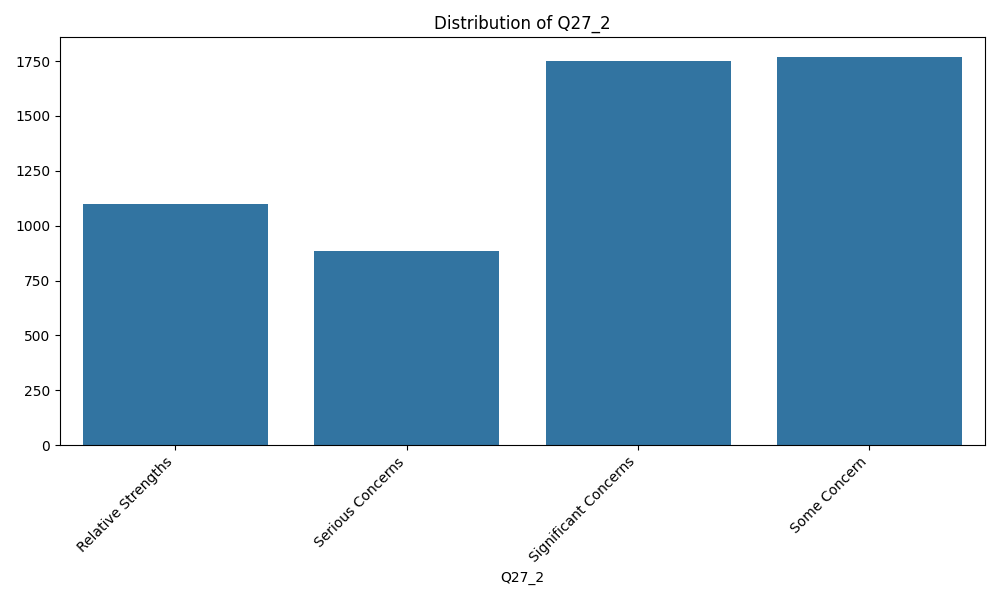 Distribution of Q27_2
1750
1500
1250
1000
750
500
250
0
Relative Strengths
Serious Concerns
Significant Concerns
Some Concern
Q27_2